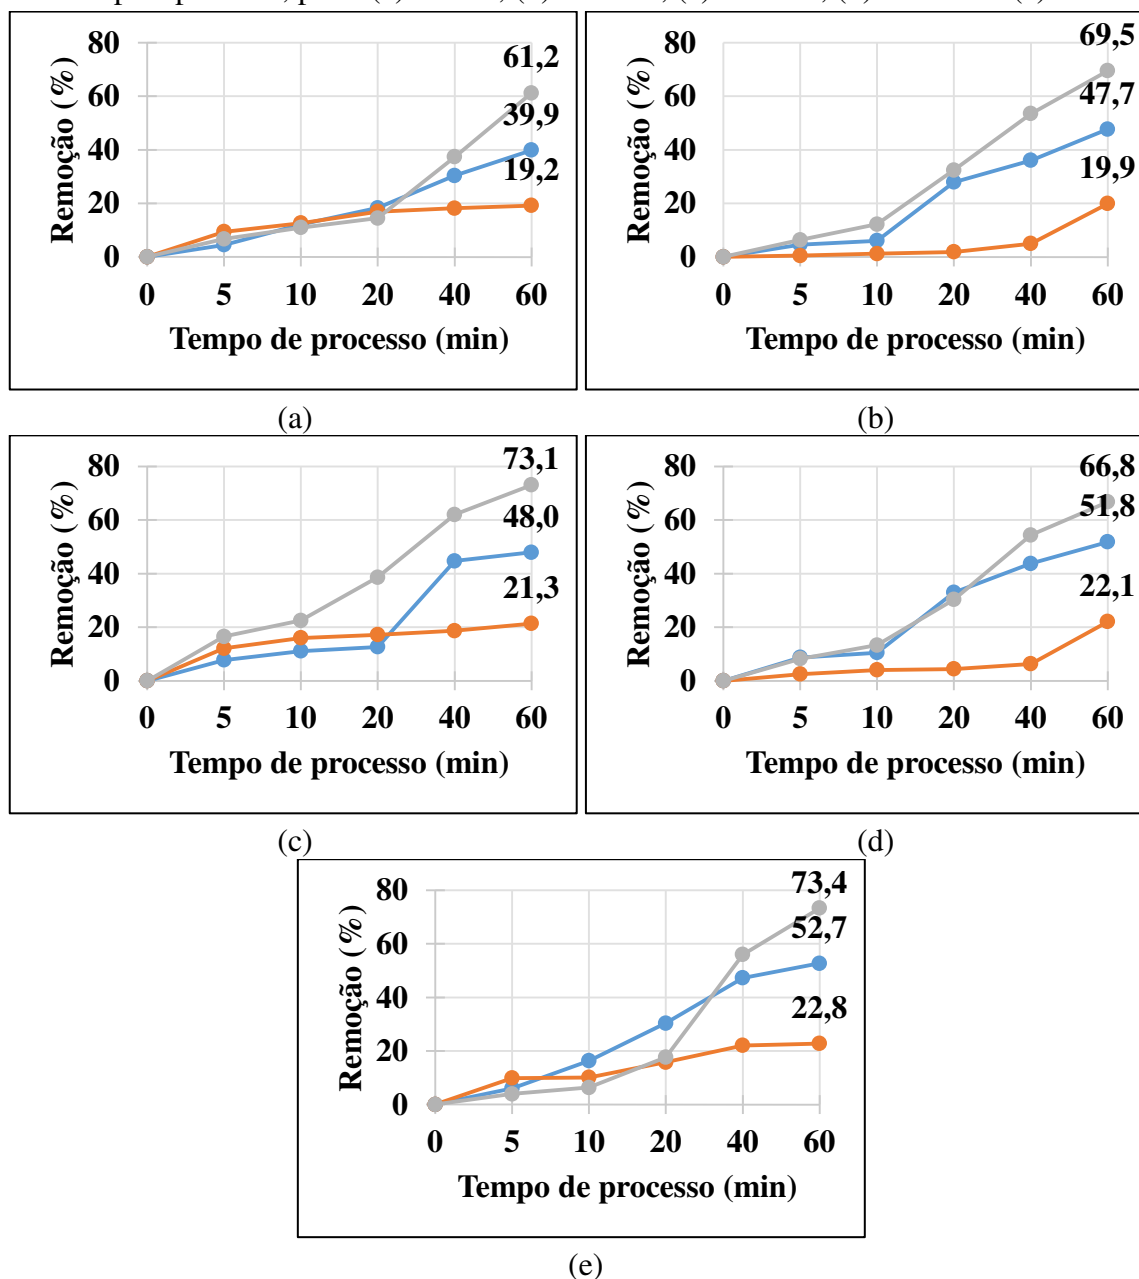 80
60
40
20
0
Remoção (%)
61,2
39,9
19,2
0 5 10 20 40 60
Tempo de processo (min)
(a)
80
60
40
20
0
Remoção (%)
69,5
47,7
19,9
0 5 10 20 40 60
Tempo de processo (min)
(b)
80
60
40
20
0
Remoção (%)
73,1
48,0
21,3
0 5 10 20 40 60
Tempo de processo (min)
(c)
80
60
40
20
0
Remoção (%)
66,8
51,8
22,1
0 5 10 20 40 60
Tempo de processo (min)
(d)
80
60
40
20
0
Remoção (%)
73,4
52,7
22,8
0 5 10 20 40 60
Tempo de processo (min)
(e)